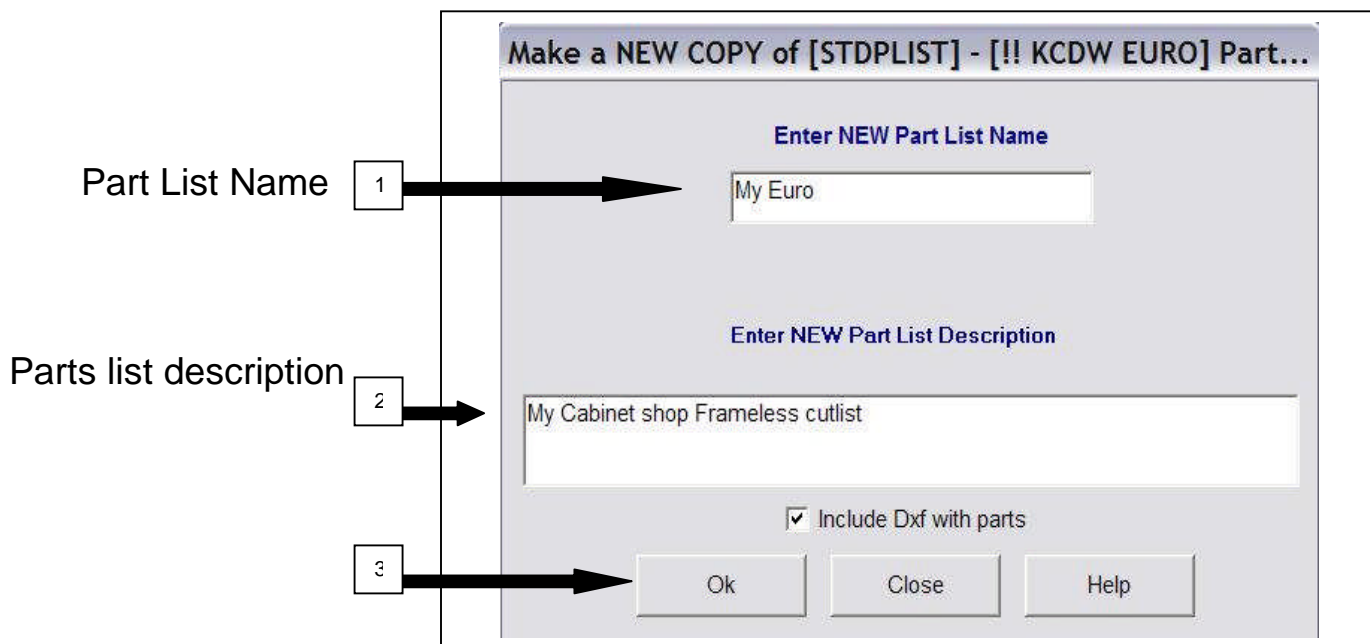 Make a NEW COPY of [STDPLIST] - [!! KCDW EURO] Part...
Enter NEW Part List Name
Part List Name
1
My Euro
Enter NEW Part List Description
Parts list description
2
My Cabinet shop Frameless cutlist
Include Dxf with parts
3
Ok
Close
Help